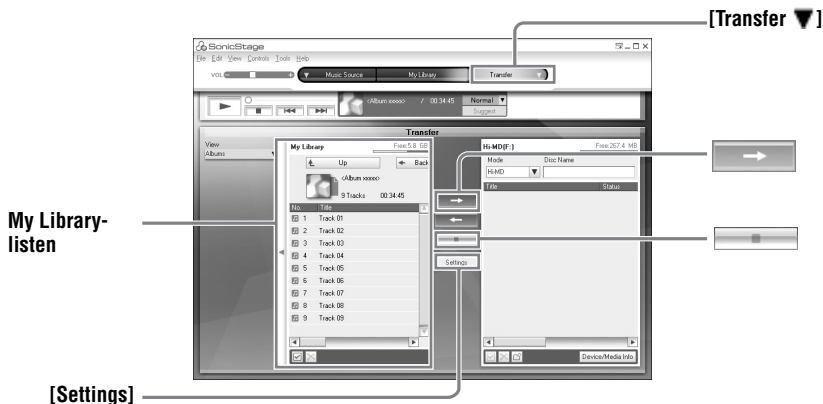 [Transfer ▼]
SonicStage
File Edit View Controls Tools Help
VOL
Music Source My Library Transfer
<Album xxxxx> / 00:34:45 Normal
Suggest
Transfer
View
Albums
My Library Free:5.8 GB
Up Back
<Album xxxxx>
9 Tracks 00:34:45
No. Title
1 Track 01
2 Track 02
3 Track 03
4 Track 04
5 Track 05
6 Track 06
7 Track 07
8 Track 08
9 Track 09
Settings
Hi-MD(F:) Free:267.4 MB
Mode Disc Name
Hi-MD
Title Status
Device/Media Info
My Library-
listen
[Settings]